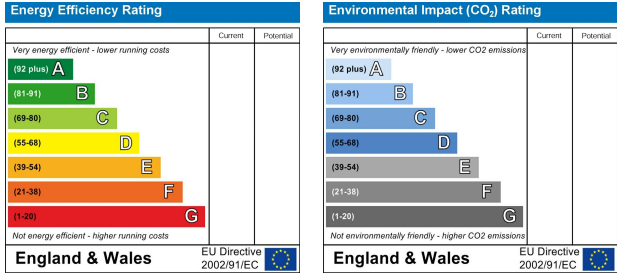 Energy Efficiency Rating
Current Potential
Very energy efficient - lower running costs
(92 plus) A
(81-91) B
(69-80) C
(55-68) D
(39-54) E
(21-38) F
(1-20) G
Not energy efficient - higher running costs
England & Wales
EU Directive
2002/91/EC
Environmental Impact (CO₂) Rating
Current Potential
Very environmentally friendly - lower CO2 emissions
(92 plus) A
(81-91) B
(69-80) C
(55-68) D
(39-54) E
(21-38) F
(1-20) G
Not environmentally friendly - higher CO2 emissions
England & Wales
EU Directive
2002/91/EC